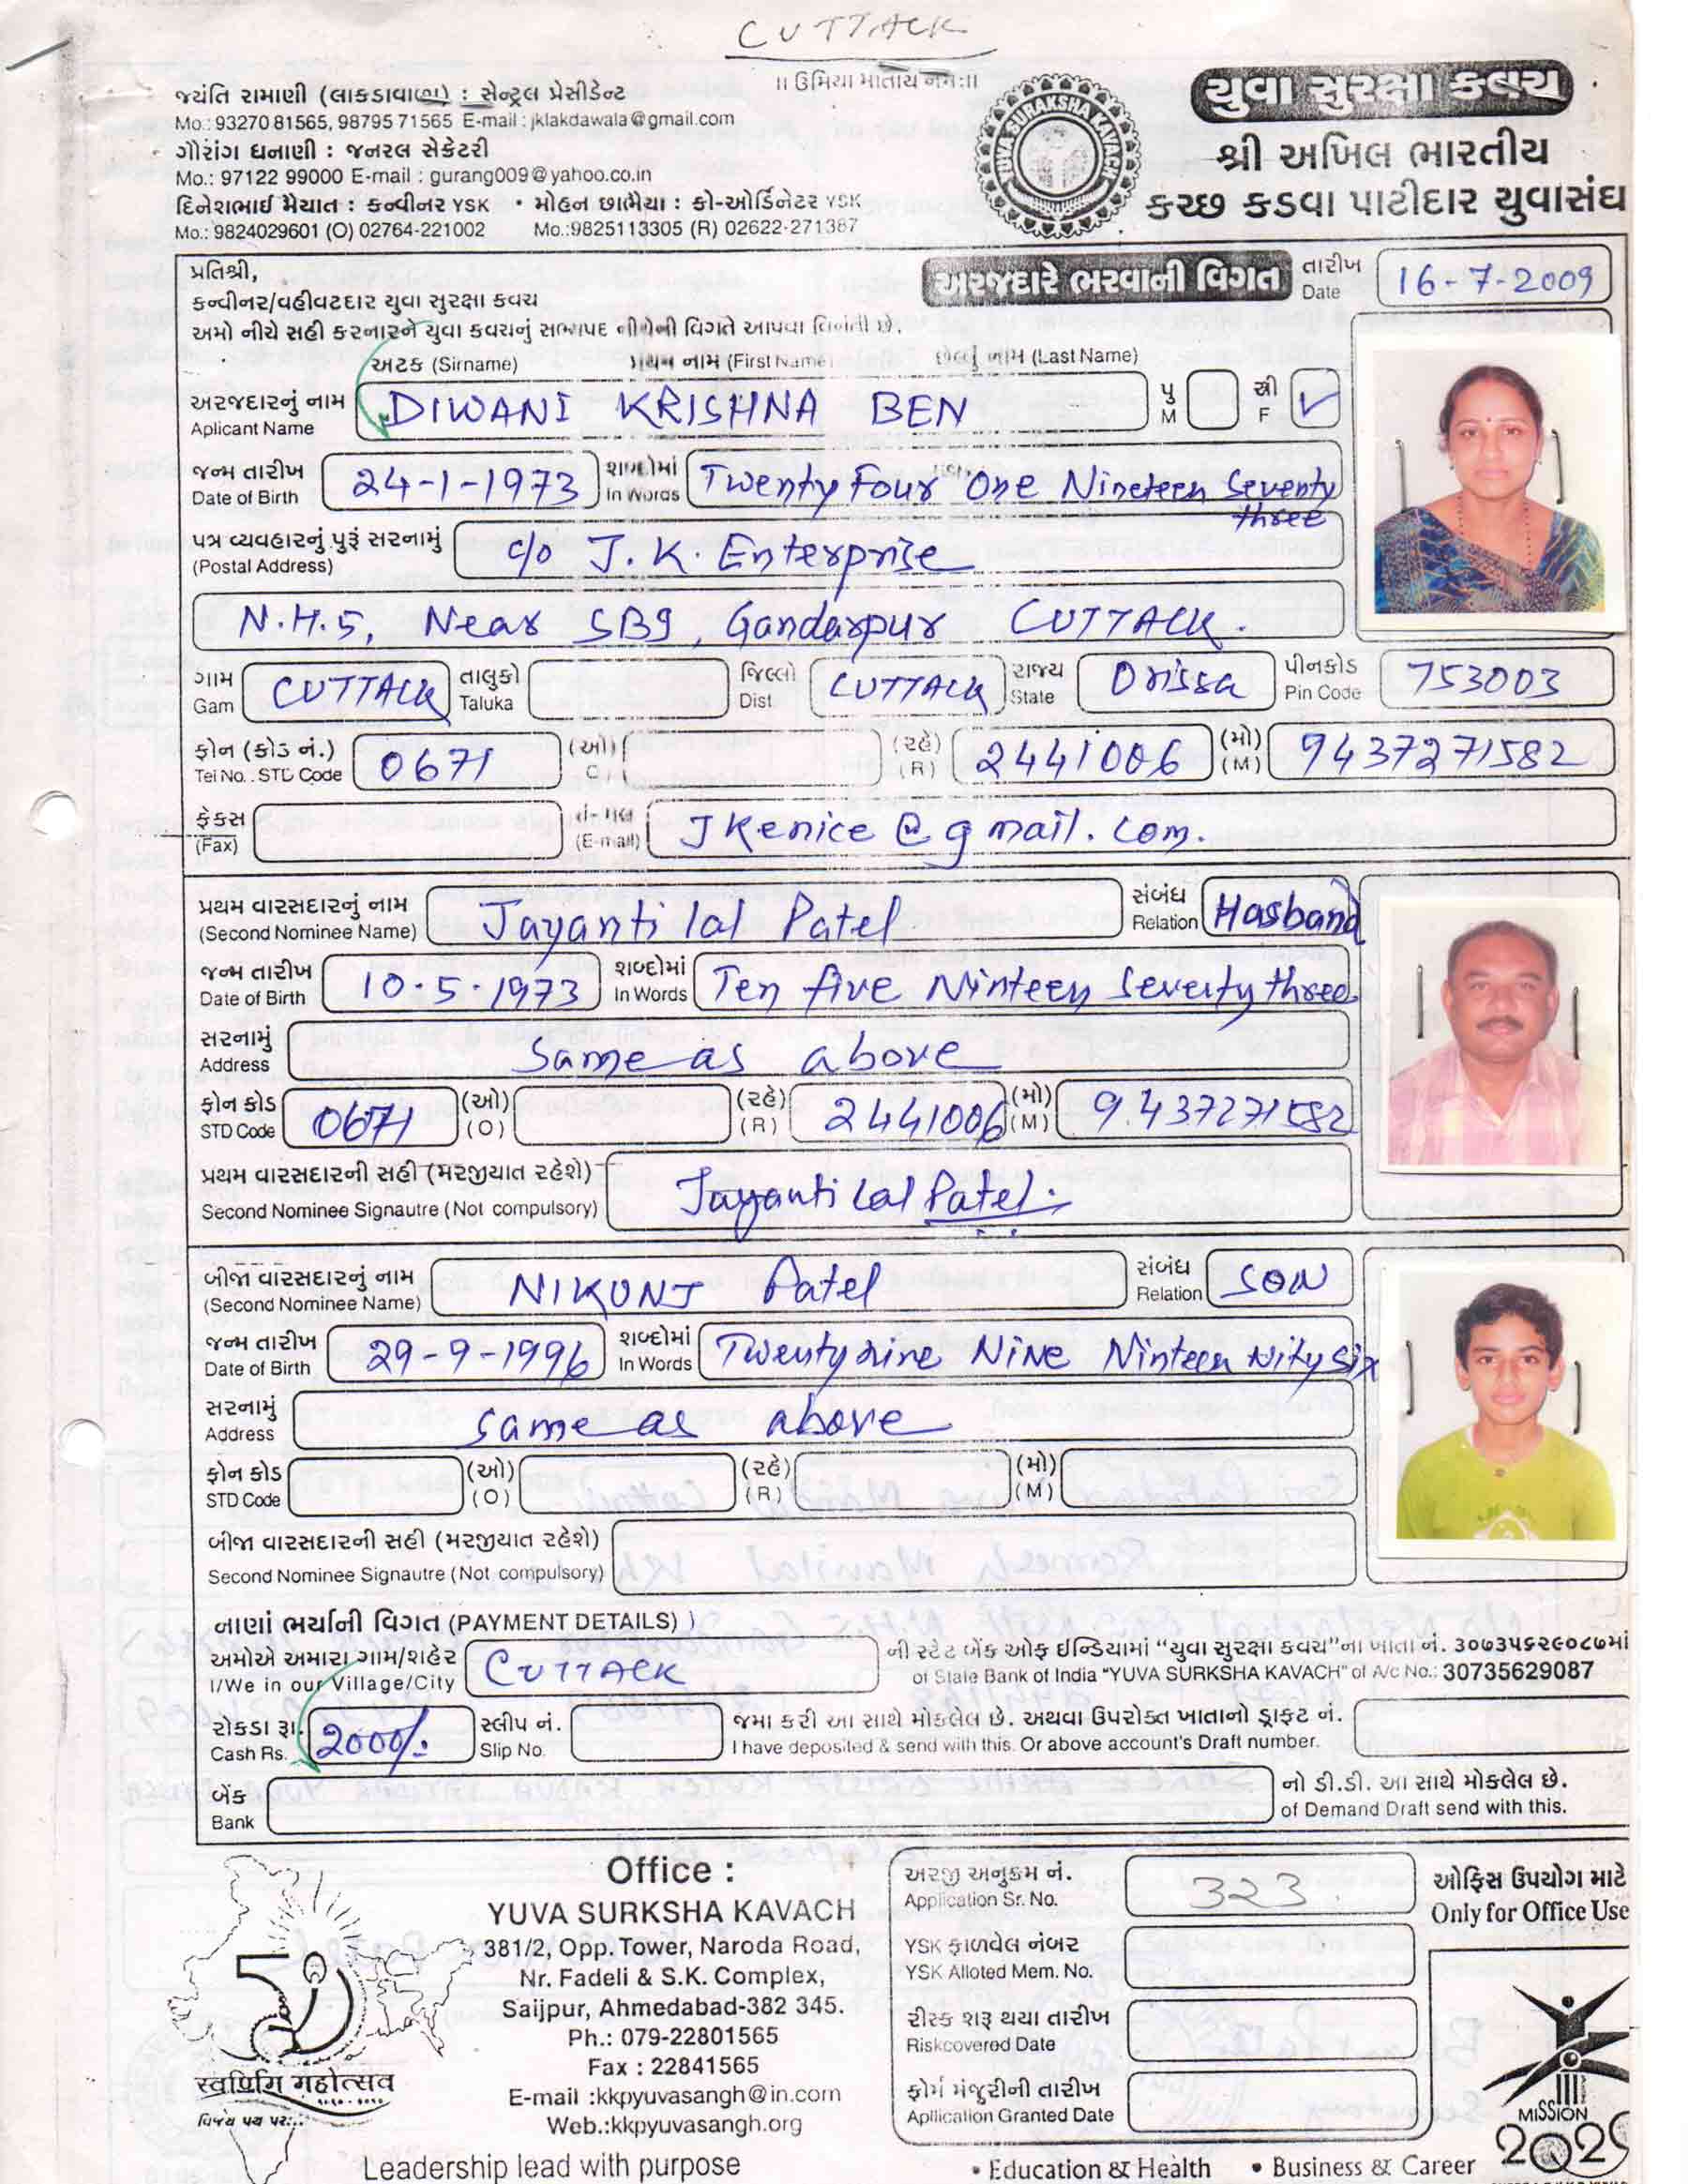 CUTTACK
॥ ઉમિયા માતાય નમઃ॥
જયંતિ રામાણી (લાકડાવાળા) : સેન્ટ્રલ પ્રેસીડેન્ટ
Mo.: 93270 81565, 98795 71565 E-mail : jklakdawala@gmail.com
ગૌરાંગ ધનાણી : જનરલ સેક્રેટરી
Mo.: 97122 99000 E-mail : gurang009@yahoo.co.in
દિનેશભાઈ મૈયાત : કન્વીનર YSK • મોહન છાભૈયા : કો-ઓર્ડિનેટર YSK
Mo.: 9824029601 (O) 02764-221002 Mo.:9825113305 (R) 02622-271387
YUVA SURAKSHA KAVACH
યુવા સુરક્ષા કવચ
શ્રી અખિલ ભારતીય
કચ્છ કડવા પાટીદાર યુવાસંઘ
પ્રતિશ્રી,
અરજદારે ભરવાની વિગત તારીખ Date 16-7-2009
કન્વીનર/વહીવટદાર યુવા સુરક્ષા કવચ
અમો નીચે સહી કરનારને યુવા કવચનું સભ્યપદ નીચેની વિગતે આપવા વિનંતી છે.
અટક (Sirname) પ્રથમ નામ (First Name) છેલ્લું નામ (Last Name)
અરજદારનું નામ DIWANI KRISHNA BEN પુ સ્ત્રી
Aplicant Name M F ✓
જન્મ તારીખ 24-1-1973 શબ્દોમાં Twenty Four One Nineteen Seventy
Date of Birth In Words three
પત્ર વ્યવહારનું પુરૂં સરનામું c/o J. K. Enterprise
(Postal Address)
N.H.5, Near SBI, Gandarpur CUTTACK.
ગામ CUTTACK તાલુકો જિલ્લો CUTTACK રાજ્ય Orissa પીનકોડ 753003
Gam Taluka Dist State Pin Code
ફોન (કોડ નં.) 0671 (ઓ) (રહે) 2441006 (મો) 9437271582
Tel No.. STD Code (R) (M)
ફેકસ ઈ-મેલ
(Fax) (E-mail) Jkenice@gmail.com.
પ્રથમ વારસદારનું નામ Jayanti lal Patel સંબંધ Hasband
(Second Nominee Name) Relation
જન્મ તારીખ 10.5.1973 શબ્દોમાં Ten five Ninteen Seventy three
Date of Birth In Words
સરનામું Same as above
Address
ફોન કોડ 0671 (ઓ) (રહે) 2441006 (મો) 9437271582
STD Code (O) (R) (M)
પ્રથમ વારસદારની સહી (મરજીયાત રહેશે) Jayanti Lal Patel.
Second Nominee Signautre (Not compulsory)
બીજા વારસદારનું નામ NIKUNJ Patel સંબંધ SON
(Second Nominee Name) Relation
જન્મ તારીખ 29-9-1996 શબ્દોમાં Twenty nine Nine Ninteen Nity six
Date of Birth In Words
સરનામું Same as above
Address
ફોન કોડ (ઓ) (રહે) (મો)
STD Code (O) (R) (M)
બીજા વારસદારની સહી (મરજીયાત રહેશે)
Second Nominee Signautre (Not compulsory)
નાણાં ભર્યાની વિગત (PAYMENT DETAILS)
અમોએ અમારા ગામ/શહેર CUTTACK ની સ્ટેટ બેંક ઓફ ઈન્ડિયામાં "યુવા સુરક્ષા કવચ"ના ખાતા નં. ૩૦૭૩૫૬૨૯૦૮૭માં
I/We in our Village/City of State Bank of India "YUVA SURKSHA KAVACH" of A/c No.: 30735629087
રોકડા રૂા. 2000/- સ્લીપ નં. જમા કરી આ સાથે મોકલેલ છે. અથવા ઉપરોક્ત ખાતાનો ડ્રાફ્ટ નં.
Cash Rs. Slip No. I have deposited & send with this. Or above account's Draft number.
બેંક નો ડી.ડી. આ સાથે મોકલેલ છે.
Bank of Demand Draft send with this.
Office :
YUVA SURKSHA KAVACH
381/2, Opp. Tower, Naroda Road,
Nr. Fadeli & S.K. Complex,
Saijpur, Ahmedabad-382 345.
Ph.: 079-22801565
Fax : 22841565
E-mail :kkpyuvasangh@in.com
Web.:kkpyuvasangh.org
અરજી અનુક્રમ નં. 323 ઓફિસ ઉપયોગ માટે
Application Sr. No. Only for Office Use
YSK ફાળવેલ નંબર
YSK Alloted Mem. No.
રીસ્ક શરૂ થયા તારીખ
Riskcovered Date
ફોર્મ મંજુરીની તારીખ
Apllication Granted Date
50
સ્વર્ણિમ મહોત્સવ
MISSION
Leadership lead with purpose • Education & Health • Business & Career